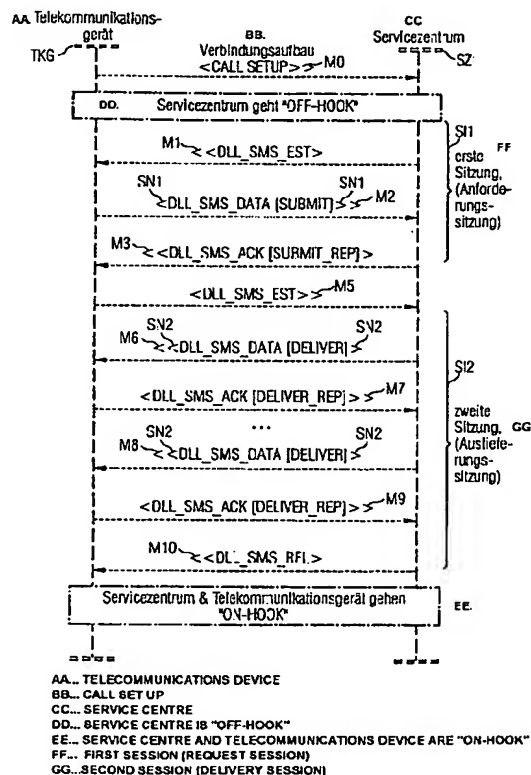 AA. Telekommunikations-
gerät
TKG
BB.
Verbindungsaufbau
<CALL SETUP> M0
CC
Servicezentrum
SZ
DD. Servicezentrum geht "OFF-HOOK"
M1 <DLL_SMS_EST>
SI1 FF
erste
Sitzung,
(Anforde-
rungs-
sitzung)
SN1 SN1
<DLL_SMS_DATA [SUBMIT]> M2
M3 <DLL_SMS_ACK [SUBMIT_REP]>
<DLL_SMS_EST> M5
SN2 SN2
M6 <DLL_SMS_DATA [DELIVER]
SI2
<DLL_SMS_ACK [DELIVER_REP]> M7
...
zweite
Sitzung, GG
(Ausliefe-
rungs-
sitzung)
SN2 SN2
M8 <DLL_SMS_DATA [DELIVER]
<DLL_SMS_ACK [DELIVER_REP]> M9
M10 <DLL_SMS_REL>
Servicezentrum & Telekommunikationsgerät gehen
"ON-HOOK"
EE.
AA... TELECOMMUNICATIONS DEVICE
BB... CALL SET UP
CC... SERVICE CENTRE
DD... SERVICE CENTRE IS "OFF-HOOK"
EE... SERVICE CENTRE AND TELECOMMUNICATIONS DEVICE ARE "ON-HOOK"
FF... FIRST SESSION (REQUEST SESSION)
GG...SECOND SESSION (DELIVERY SESSION)